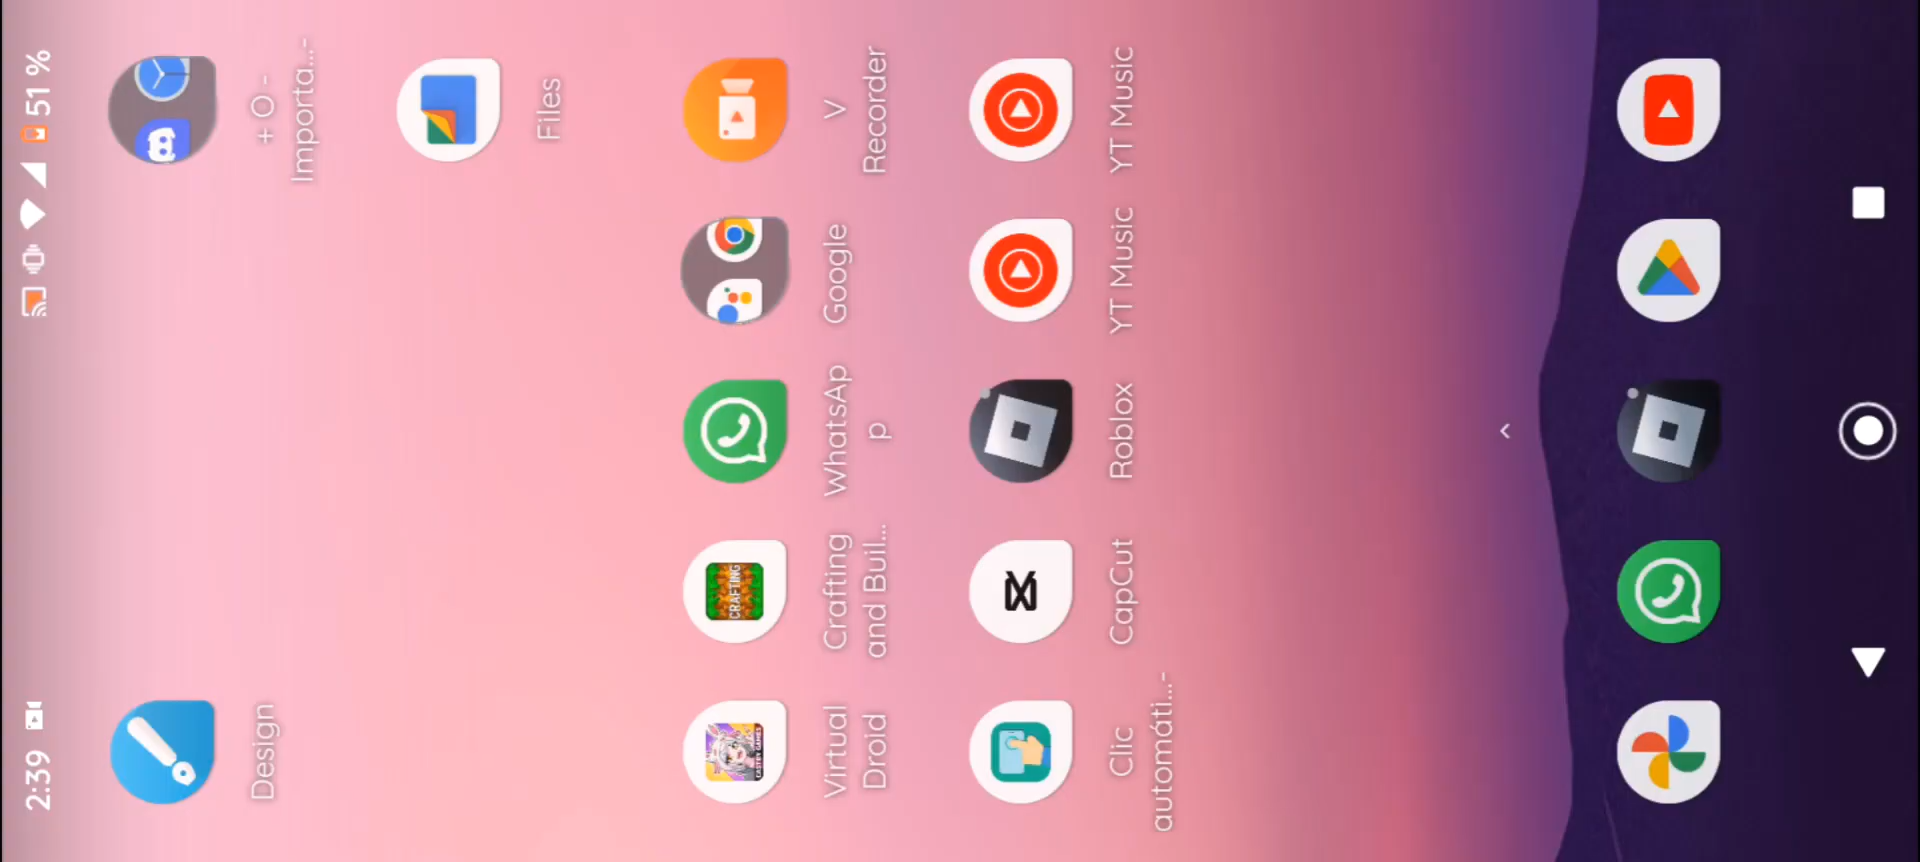 2:39
51 %
Design
+ O -
Importa...-
Files
Virtual
Droid
CRAFTING
Crafting
and Buil...
WhatsAp
p
Google
V
Recorder
Clic
automáti...-
CapCut
Roblox
YT Music
YT Music